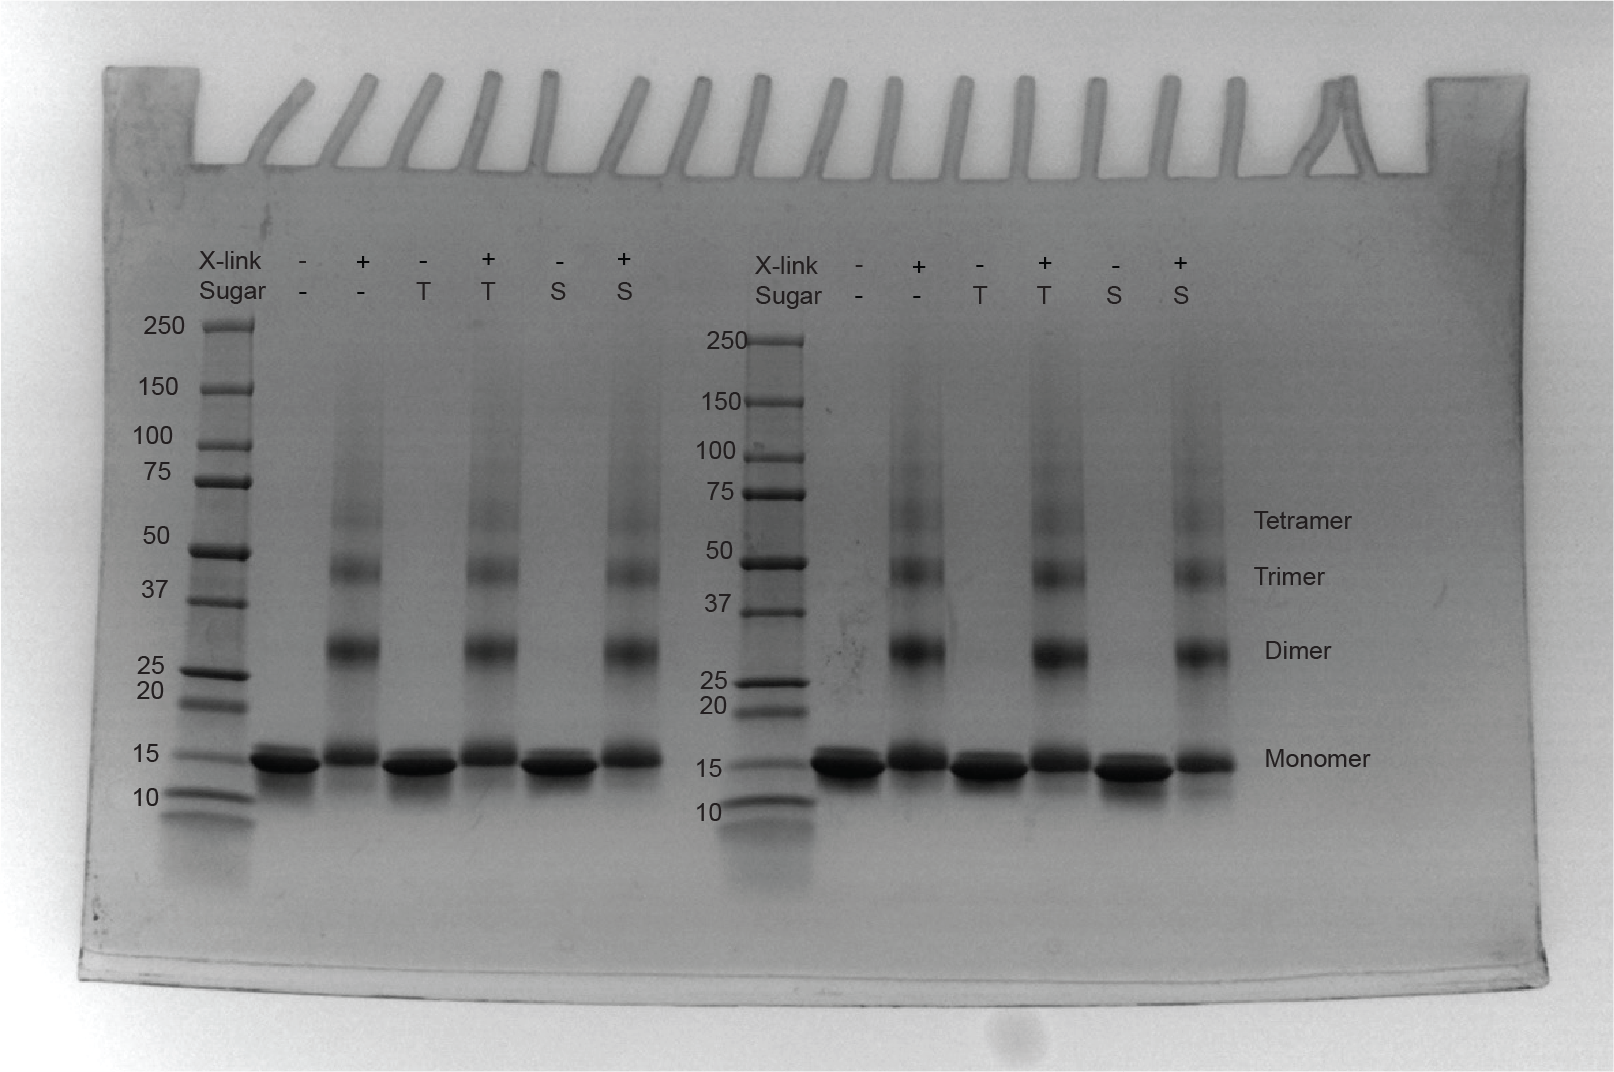 X-link - + - + - +
Sugar - - T T S S
250
150
100
75
50
37
25
20
15
10
X-link - + - + - +
Sugar - - T T S S
250
150
100
75
50
37
25
20
15
10
Tetramer
Trimer
Dimer
Monomer